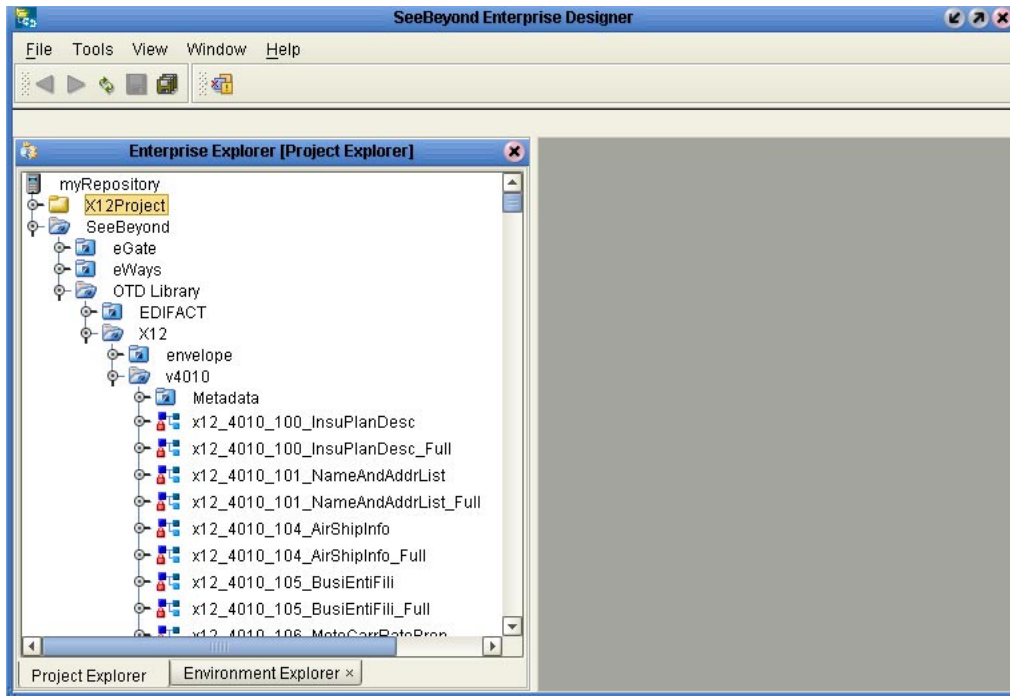 SeeBeyond Enterprise Designer
File Tools View Window Help
Enterprise Explorer [Project Explorer]
myRepository
X12Project
SeeBeyond
eGate
eWays
OTD Library
EDIFACT
X12
envelope
v4010
Metadata
x12_4010_100_InsuPlanDesc
x12_4010_100_InsuPlanDesc_Full
x12_4010_101_NameAndAddrList
x12_4010_101_NameAndAddrList_Full
x12_4010_104_AirShipInfo
x12_4010_104_AirShipInfo_Full
x12_4010_105_BusiEntiFili
x12_4010_105_BusiEntiFili_Full
x12_4010_106_MotoCarrRateProp
Project Explorer Environment Explorer ×